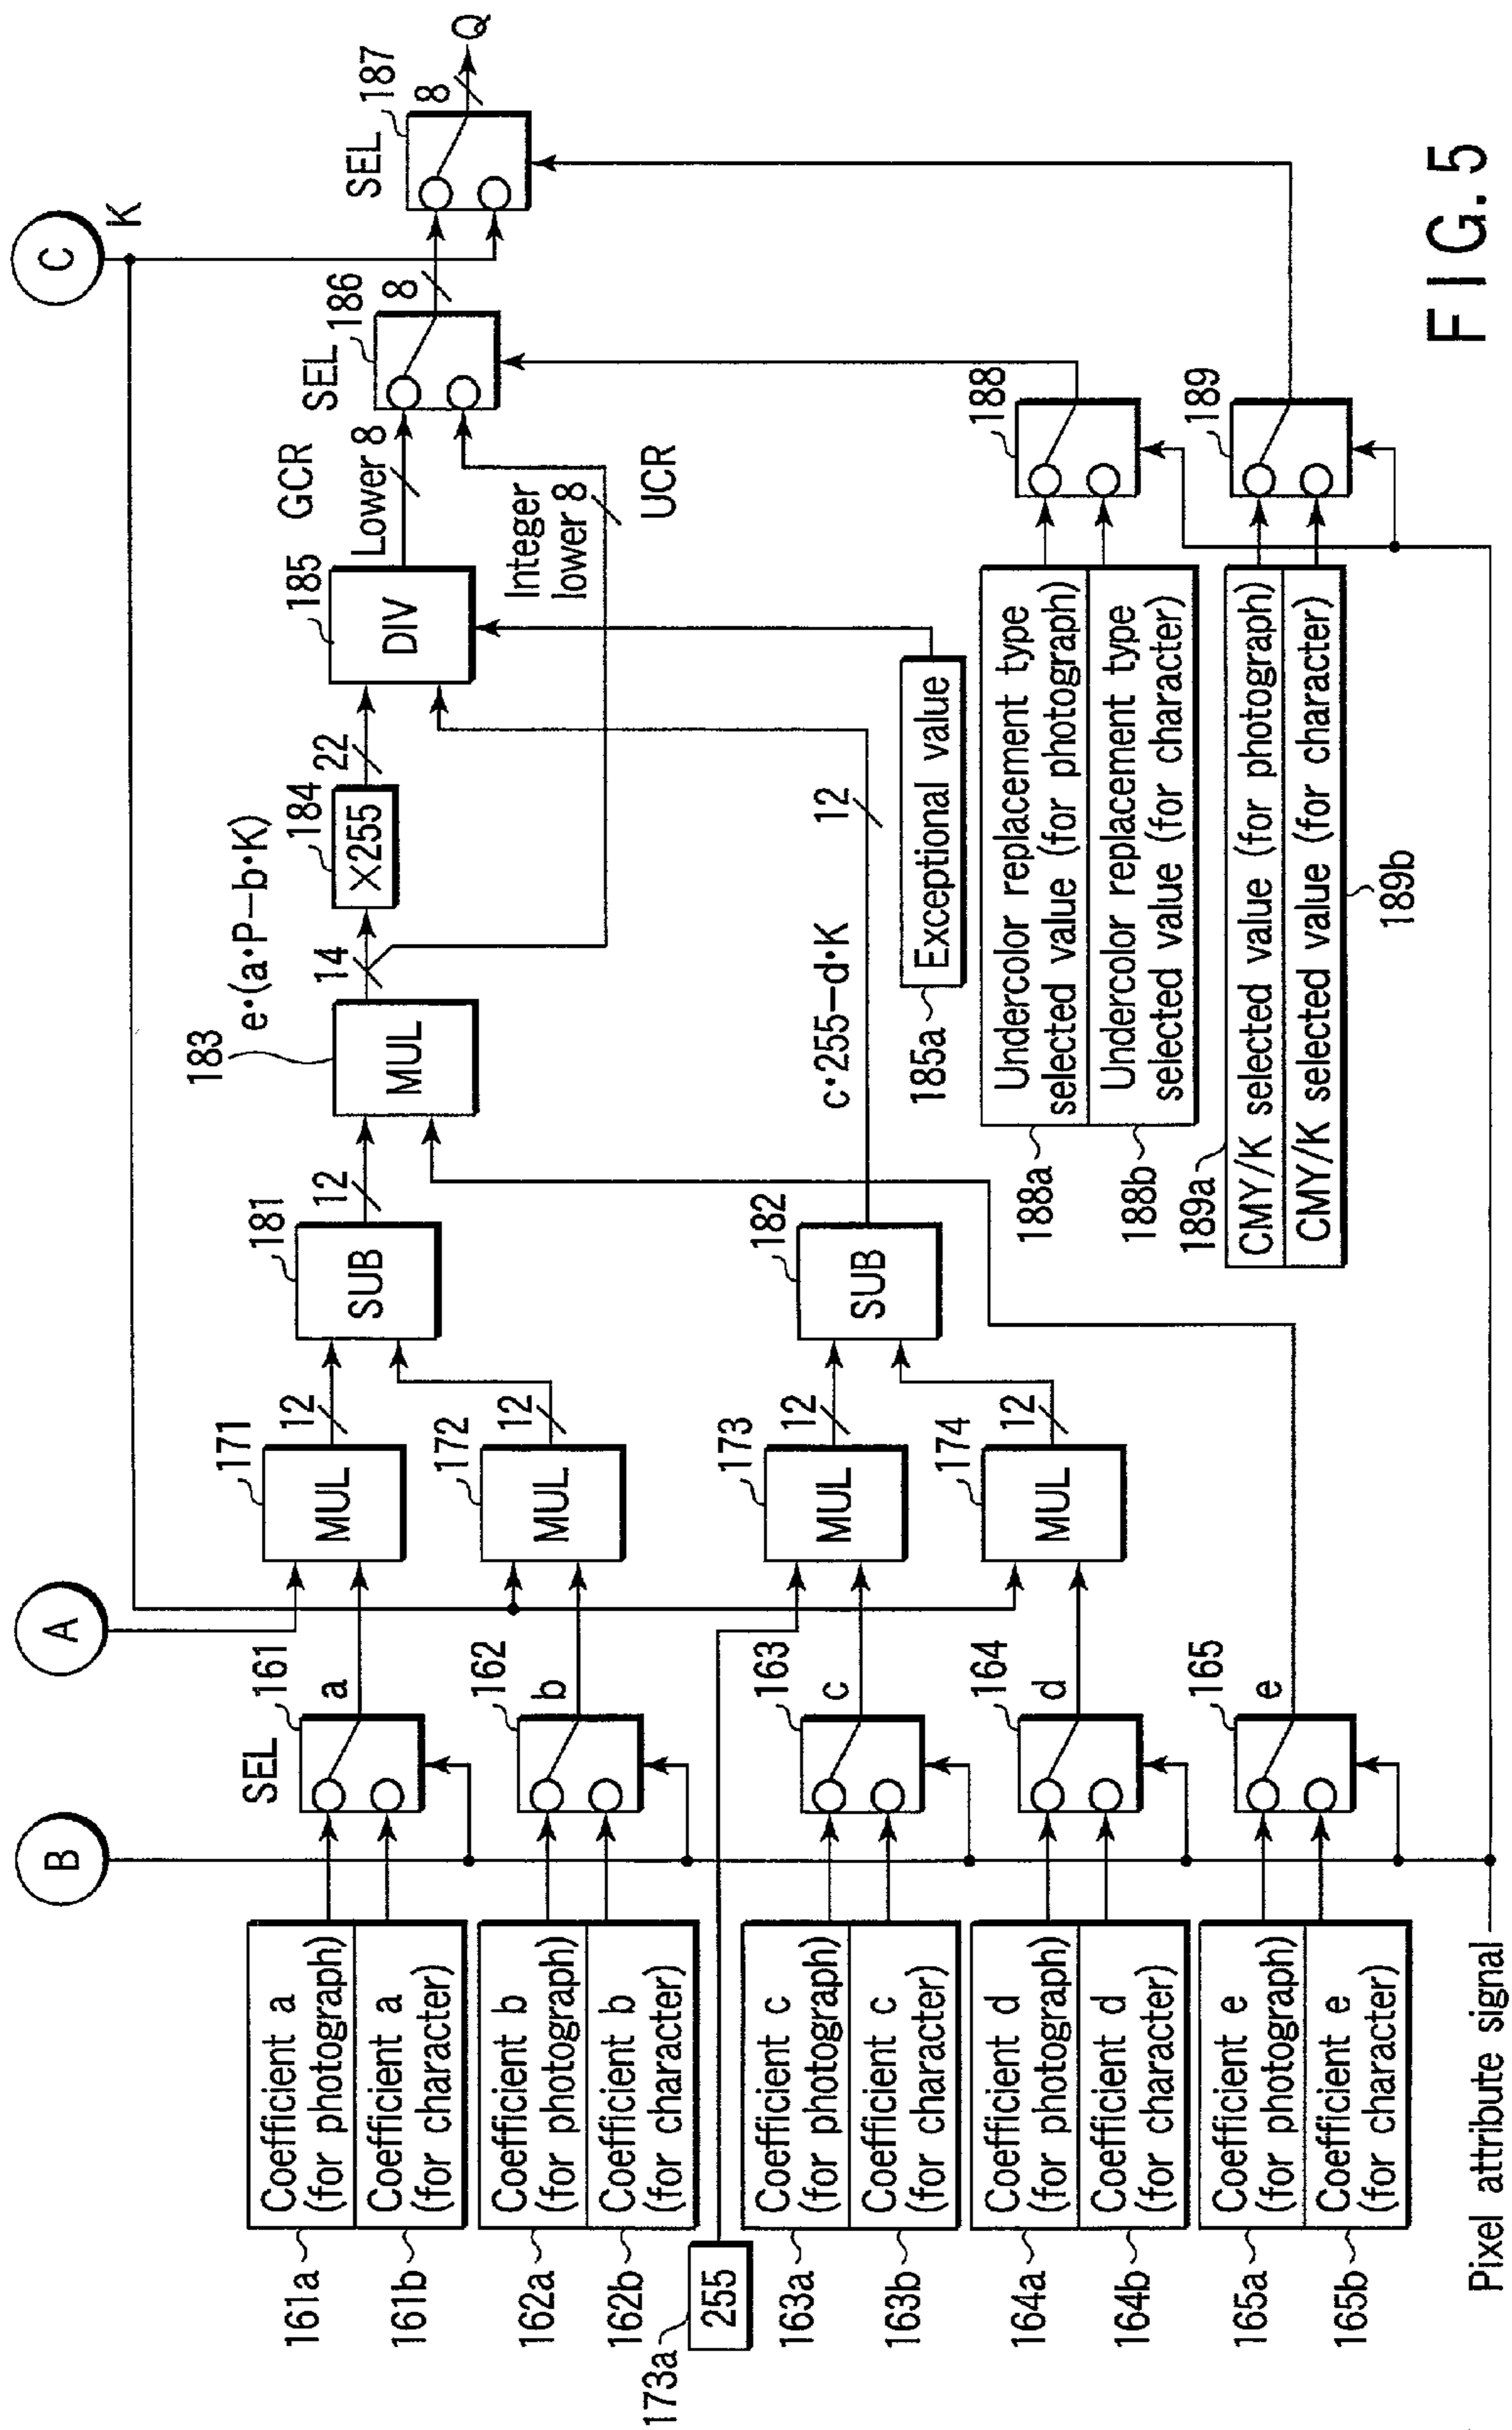 B
A
C
K
161a
Coefficient a
(for photograph)
161b
Coefficient a
(for character)
SEL
161
a
171
MUL
12
181
SUB
12
183
e•(a•P–b•K)
MUL
14
184
X255
22
185
DIV
GCR
Lower 8
SEL
186
8
SEL
187
8
Q
162a
Coefficient b
(for photograph)
162b
Coefficient b
(for character)
162
b
172
MUL
12
Integer
lower 8
UCR
173a
255
163a
Coefficient c
(for photograph)
163b
Coefficient c
(for character)
163
c
173
MUL
12
182
SUB
c•255–d•K
12
185a
Exceptional value
164a
Coefficient d
(for photograph)
164b
Coefficient d
(for character)
164
d
174
MUL
12
188a
Undercolor replacement type
selected value (for photograph)
188b
Undercolor replacement type
selected value (for character)
188
165a
Coefficient e
(for photograph)
165b
Coefficient e
(for character)
165
e
189a
CMY/K selected value (for photograph)
CMY/K selected value (for character)
189b
189
Pixel attribute signal
FIG. 5